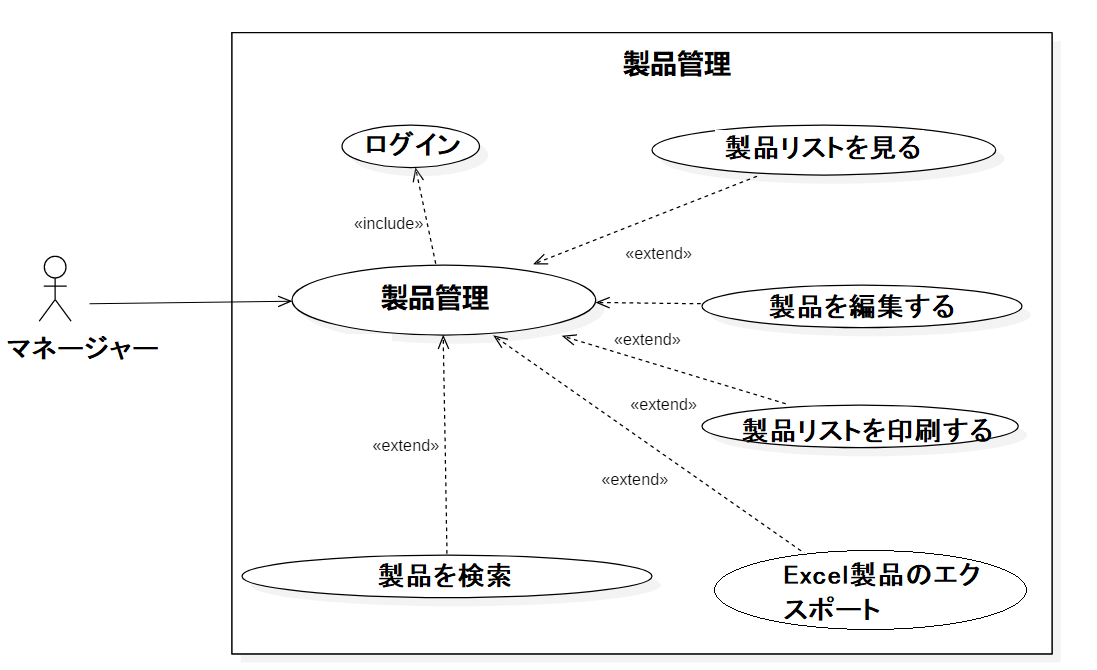 製品管理
ログイン
製品リストを見る
«include»
«extend»
製品管理
製品を編集する
マネージャー
«extend»
«extend»
製品リストを印刷する
«extend»
«extend»
製品を検索
Excel製品のエク
スポート